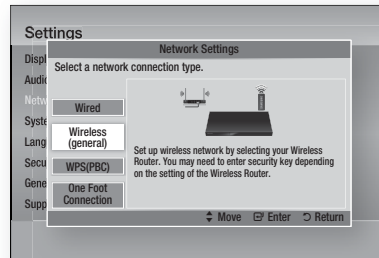 Settings
Network Settings
Select a network connection type.
Displ
Audio
Netw
Syste
Lang
Secu
Gene
Supp
Wired
Wireless
(general)
WPS(PBC)
One Foot
Connection
Set up wireless network by selecting your Wireless
Router. You may need to enter security key depending
on the setting of the Wireless Router.
Move Enter Return